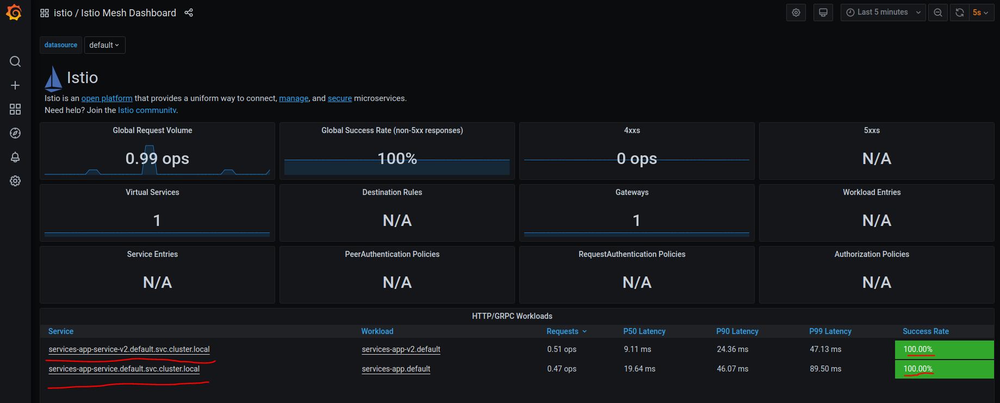 istio / Istio Mesh Dashboard
Last 5 minutes
5s
datasource default
Istio
Istio is an open platform that provides a uniform way to connect, manage, and secure microservices.
Need help? Join the Istio community.
Global Request Volume Global Success Rate (non-5xx responses) 4xxs 5xxs
0.99 ops 100% 0 ops N/A
Virtual Services Destination Rules Gateways Workload Entries
1 N/A 1 N/A
Service Entries PeerAuthentication Policies RequestAuthentication Policies Authorization Policies
N/A N/A N/A N/A
HTTP/GRPC Workloads
Service Workload Requests P50 Latency P90 Latency P99 Latency Success Rate
services-app-service-v2.default.svc.cluster.local services-app-v2.default 0.51 ops 9.11 ms 24.36 ms 47.13 ms 100.00%
services-app-service.default.svc.cluster.local services-app.default 0.47 ops 19.64 ms 46.07 ms 89.50 ms 100.00%